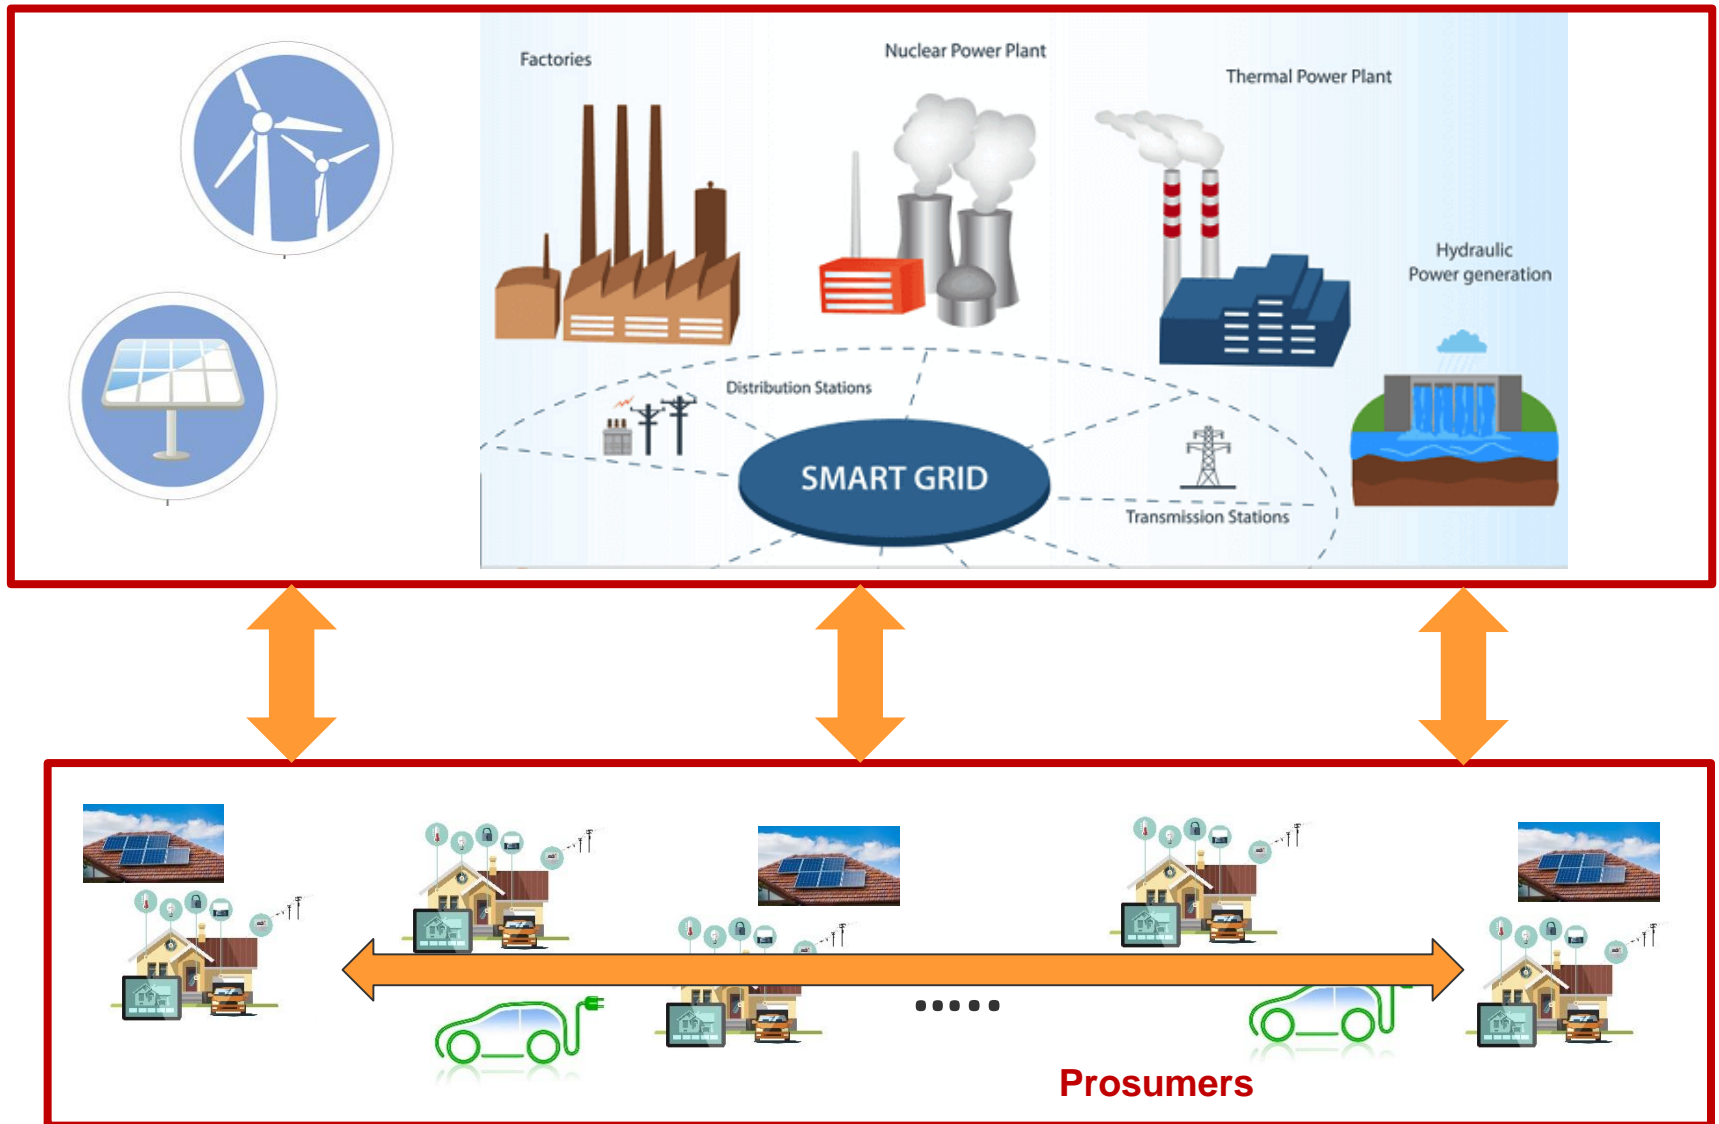 Factories
Nuclear Power Plant
Thermal Power Plant
Hydraulic
Power generation
Distribution Stations
SMART GRID
Transmission Stations
.....
Prosumers